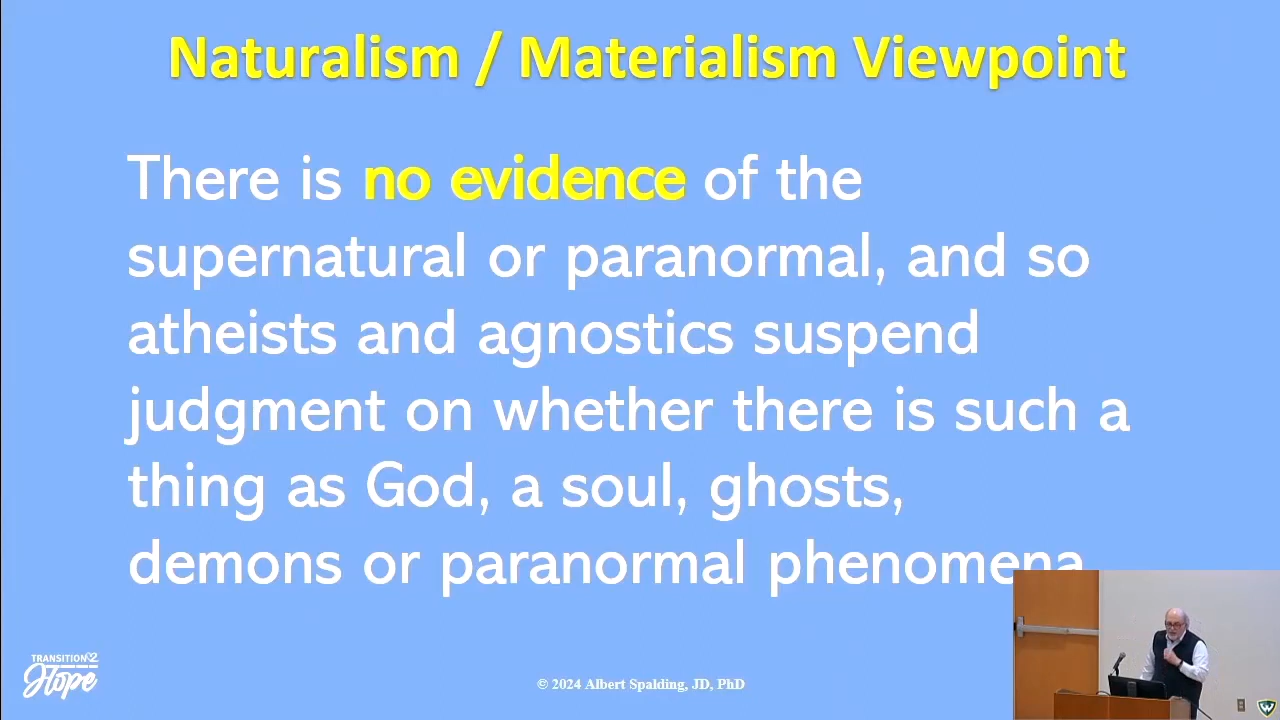 Naturalism / Materialism Viewpoint
There is no evidence of the
supernatural or paranormal, and so
atheists and agnostics suspend
judgment on whether there is such a
thing as God, a soul, ghosts,
demons or paranormal phenomena
TRANSITION2
Hope
© 2024 Albert Spalding, JD, PhD
W